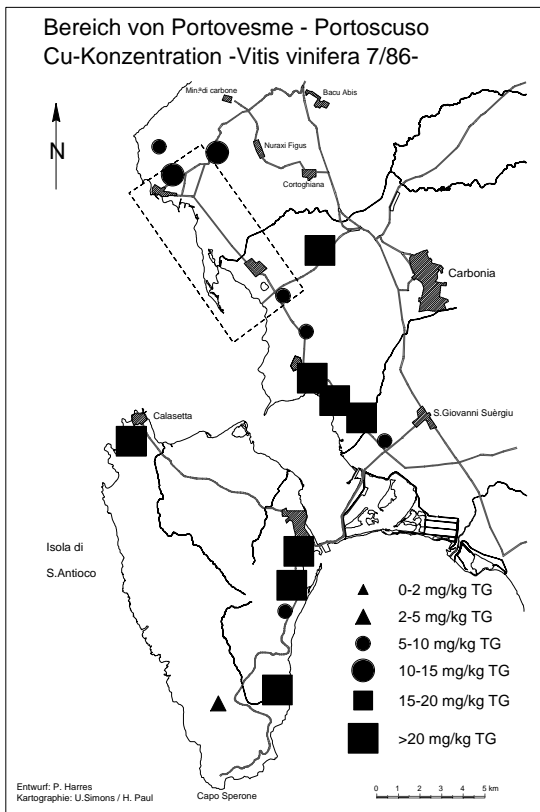 Bereich von Portovesme - Portoscuso
Cu-Konzentration -Vitis vinifera 7/86-
N
Min.ª di carbone
Bacu Abis
Nuraxi Figus
Cortoghiana
Carbonia
S.Giovanni Suèrgiu
Calasetta
Isola di
S.Antioco
0-2 mg/kg TG
2-5 mg/kg TG
5-10 mg/kg TG
10-15 mg/kg TG
15-20 mg/kg TG
>20 mg/kg TG
Entwurf: P. Harres
Kartographie: U.Simons / H. Paul
Capo Sperone
0 1 2 3 4 5 km